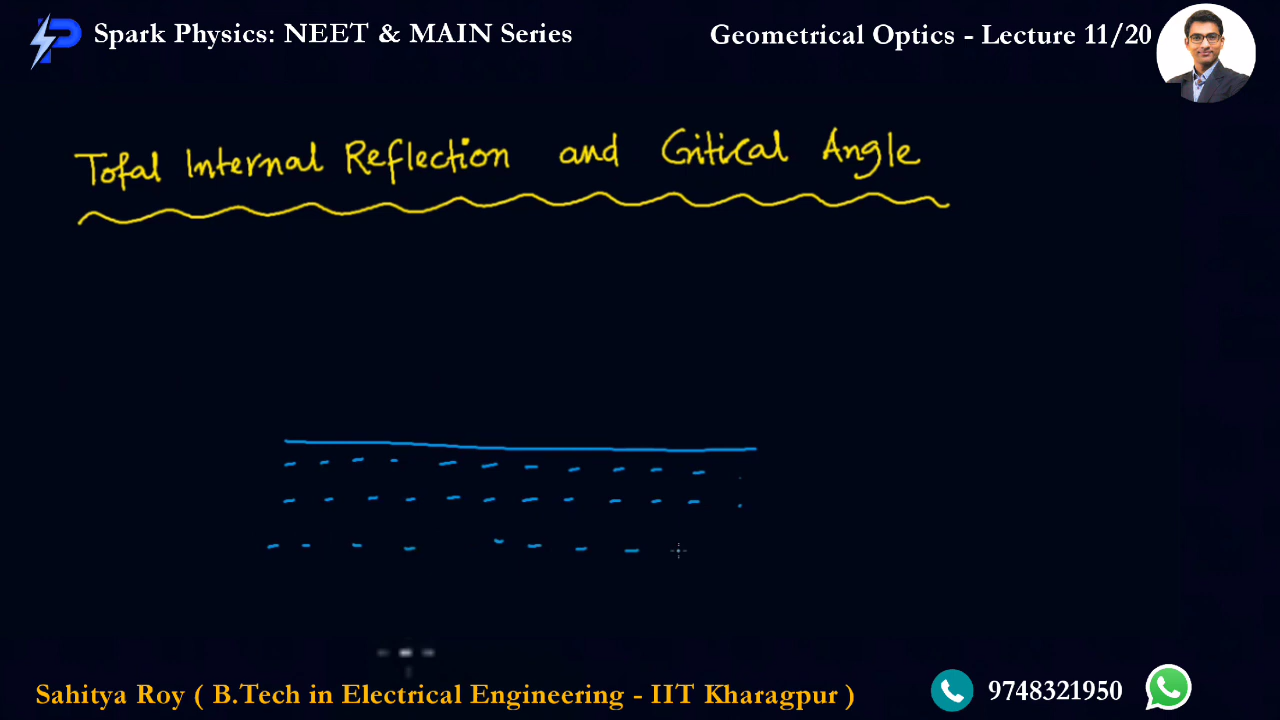 Spark Physics: NEET & MAIN Series
Geometrical Optics - Lecture 11/20
Total Internal Reflection and Critical Angle
Sahitya Roy ( B.Tech in Electrical Engineering - IIT Kharagpur )
9748321950